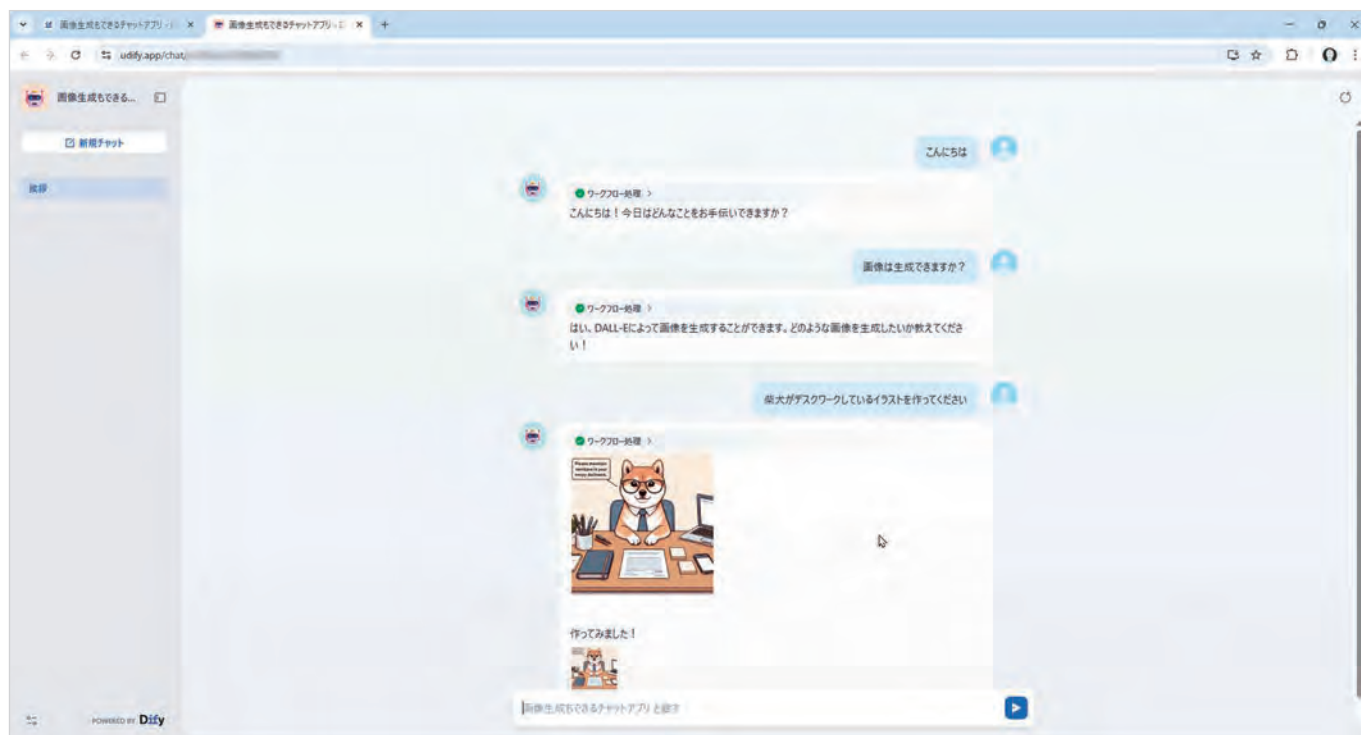 画像生成もできるチャットアプリ
画像生成もできるチャットアプリ
udify.app/chat/
画像生成もできる...
新規チャット
挨拶
こんにちは
ワークフロー処理
こんにちは！今日はどんなことをお手伝いできますか？
画像は生成できますか？
ワークフロー処理
はい、DALL-Eによって画像を生成することができます。どのような画像を生成したいか教えてくださ
い！
柴犬がデスクワークしているイラストを作ってください
ワークフロー処理
作ってみました！
画像生成もできるチャットアプリ と話す
POWERED BY Dify